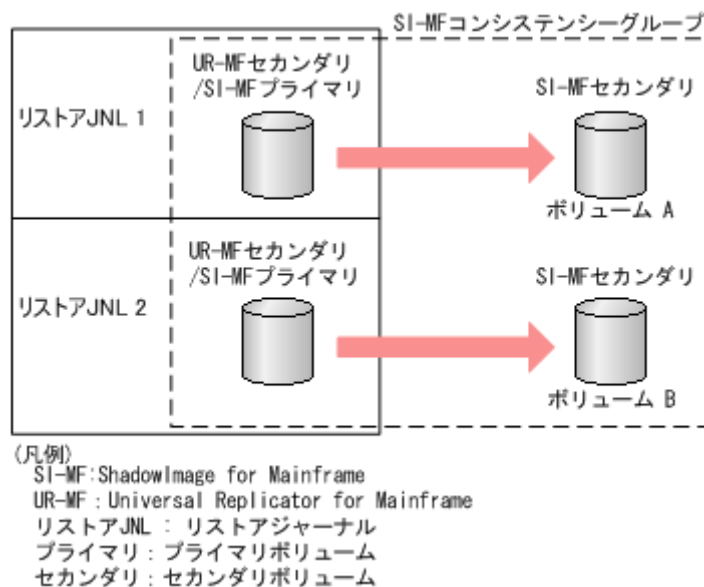 SI-MFコンシステンシーグループ
UR-MFセカンダリ
/SI-MFプライマリ
SI-MFセカンダリ
リストアJNL 1
ボリューム A
UR-MFセカンダリ
/SI-MFプライマリ
SI-MFセカンダリ
リストアJNL 2
ボリューム B
(凡例)
SI-MF:ShadowImage for Mainframe
UR-MF : Universal Replicator for Mainframe
リストアJNL : リストアジャーナル
プライマリ : プライマリボリューム
セカンダリ : セカンダリボリューム